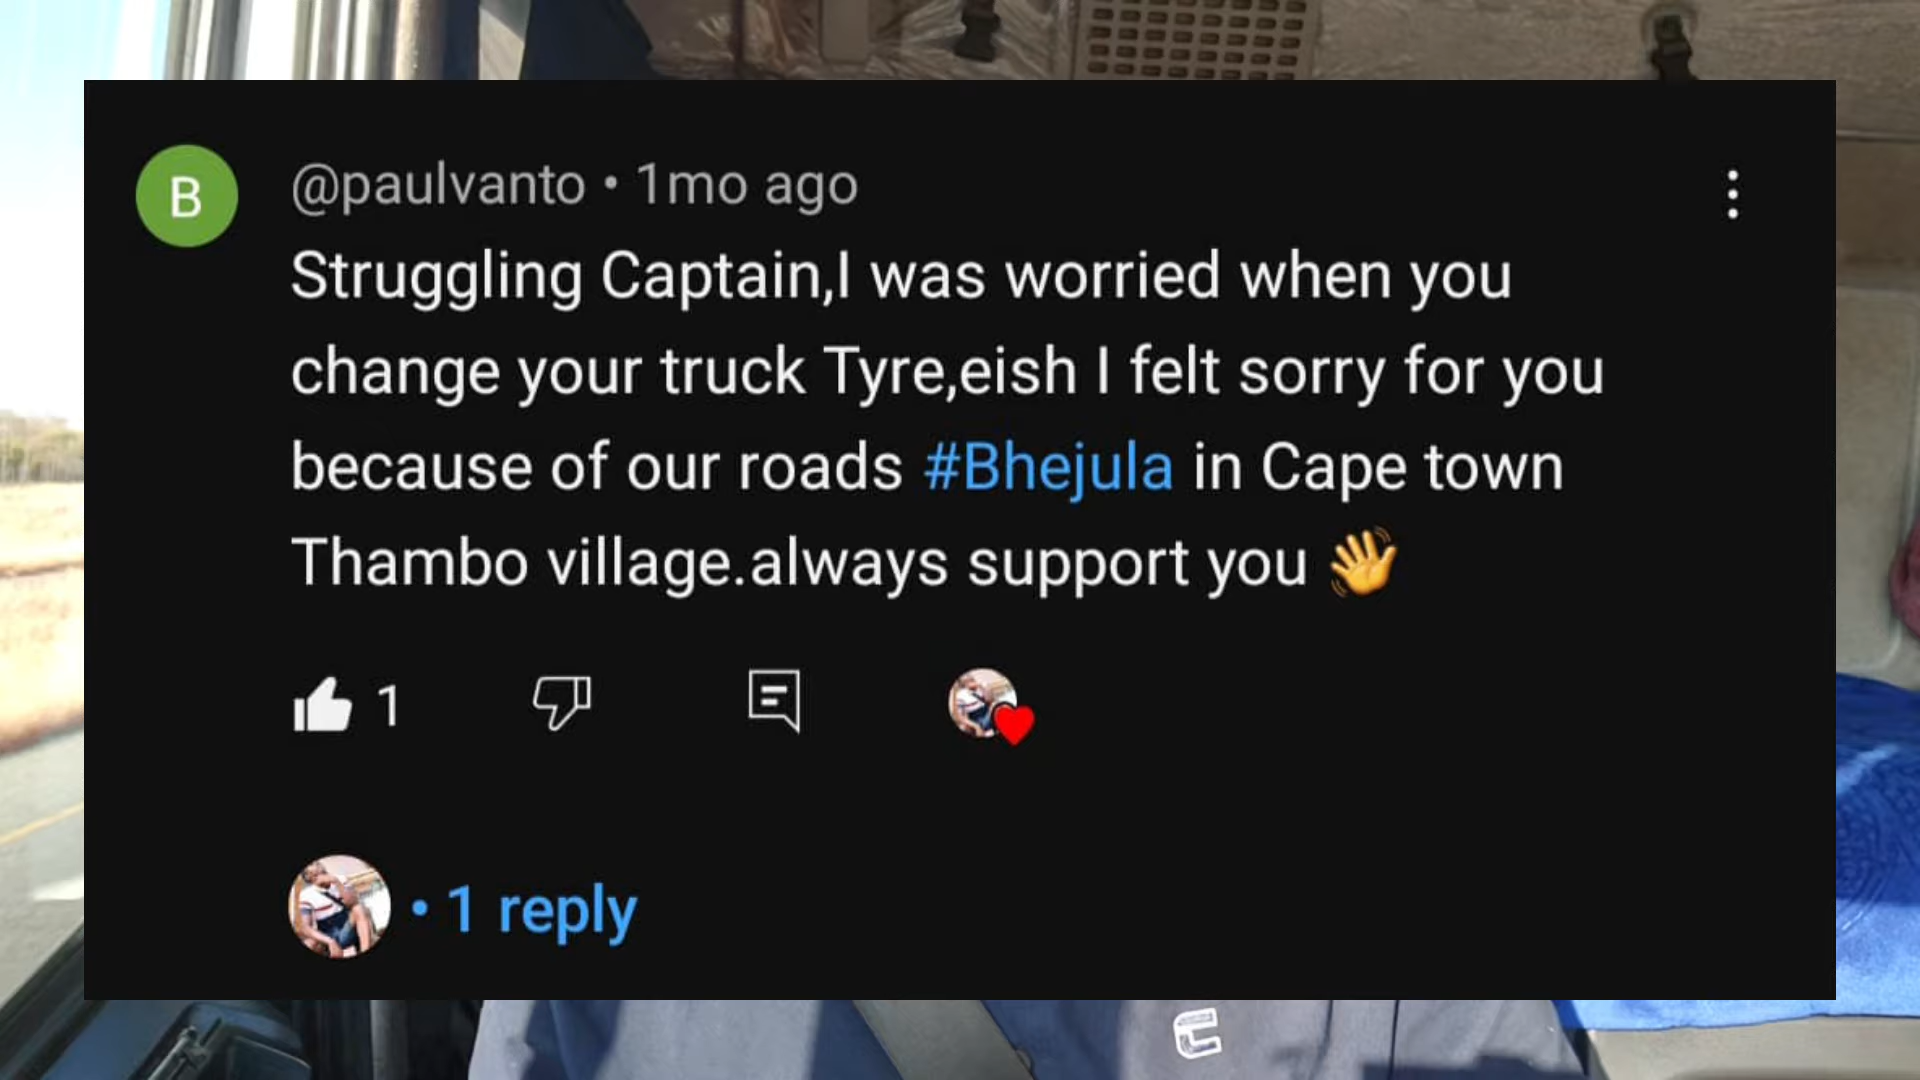 B
@paulvanto • 1mo ago
Struggling Captain,I was worried when you
change your truck Tyre,eish I felt sorry for you
because of our roads #Bhejula in Cape town
Thambo village.always support you 👋
1
• 1 reply